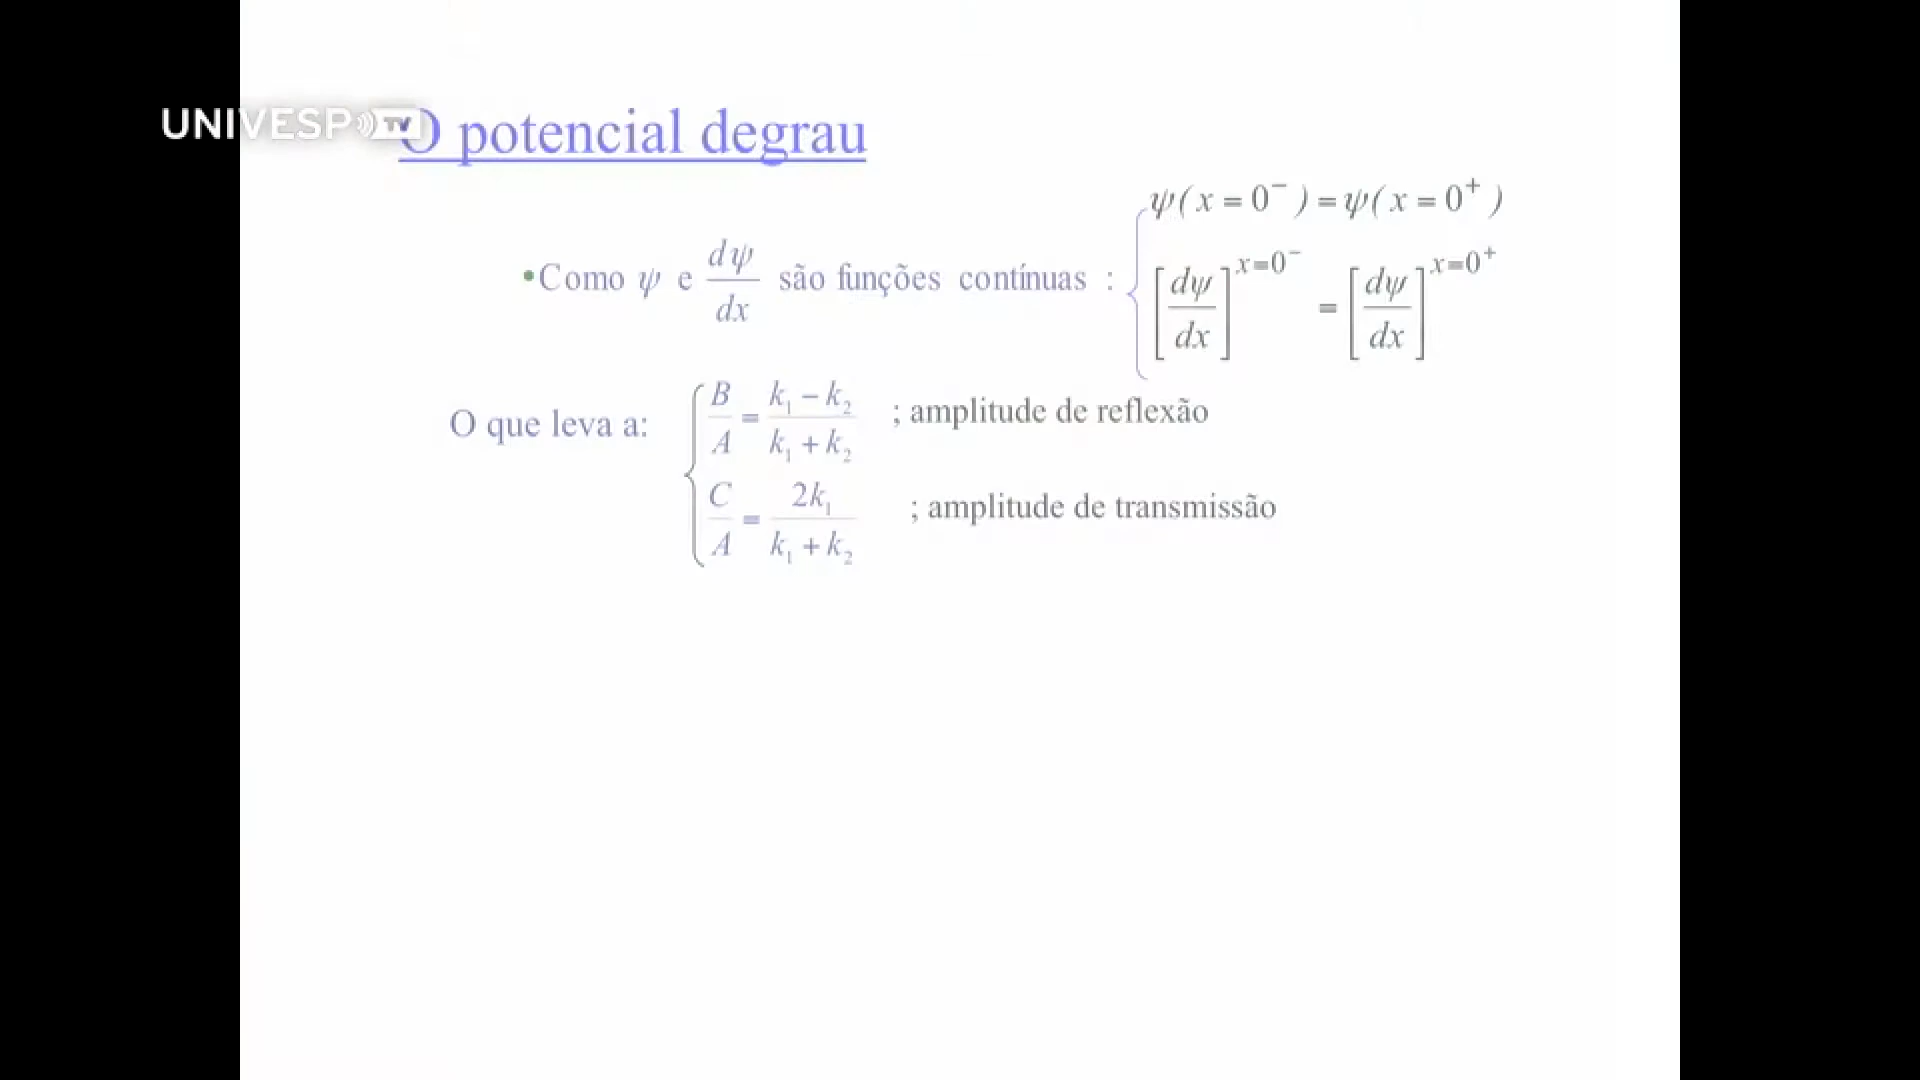 UNIVESP TV
O potencial degrau
ψ( x = 0⁻ ) = ψ( x = 0⁺ )
•Como ψ e dψ/dx são funções contínuas :
[dψ/dx]^{x=0⁻} = [dψ/dx]^{x=0⁺}
O que leva a:
B/A = (k₁ − k₂)/(k₁ + k₂) ; amplitude de reflexão
C/A = 2k₁/(k₁ + k₂) ; amplitude de transmissão